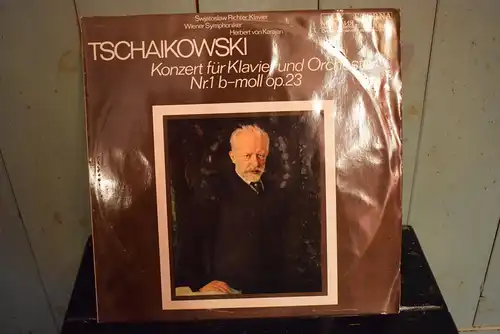 Swjatoslaw Richter, Klavier
Wiener Symphoniker
Herbert von Karajan
TSCHAIKOWSKI
Konzert für Klavier und Orchester
Nr.1 b-moll op.23